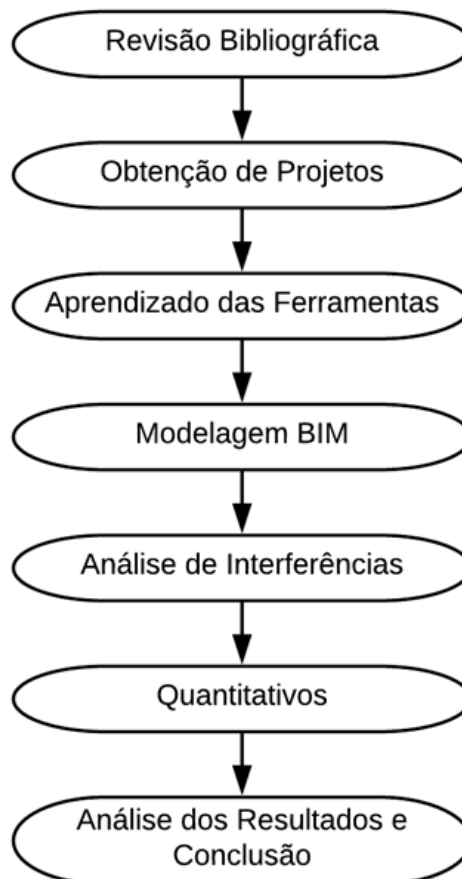 Revisão Bibliográfica
Obtenção de Projetos
Aprendizado das Ferramentas
Modelagem BIM
Análise de Interferências
Quantitativos
Análise dos Resultados e
Conclusão